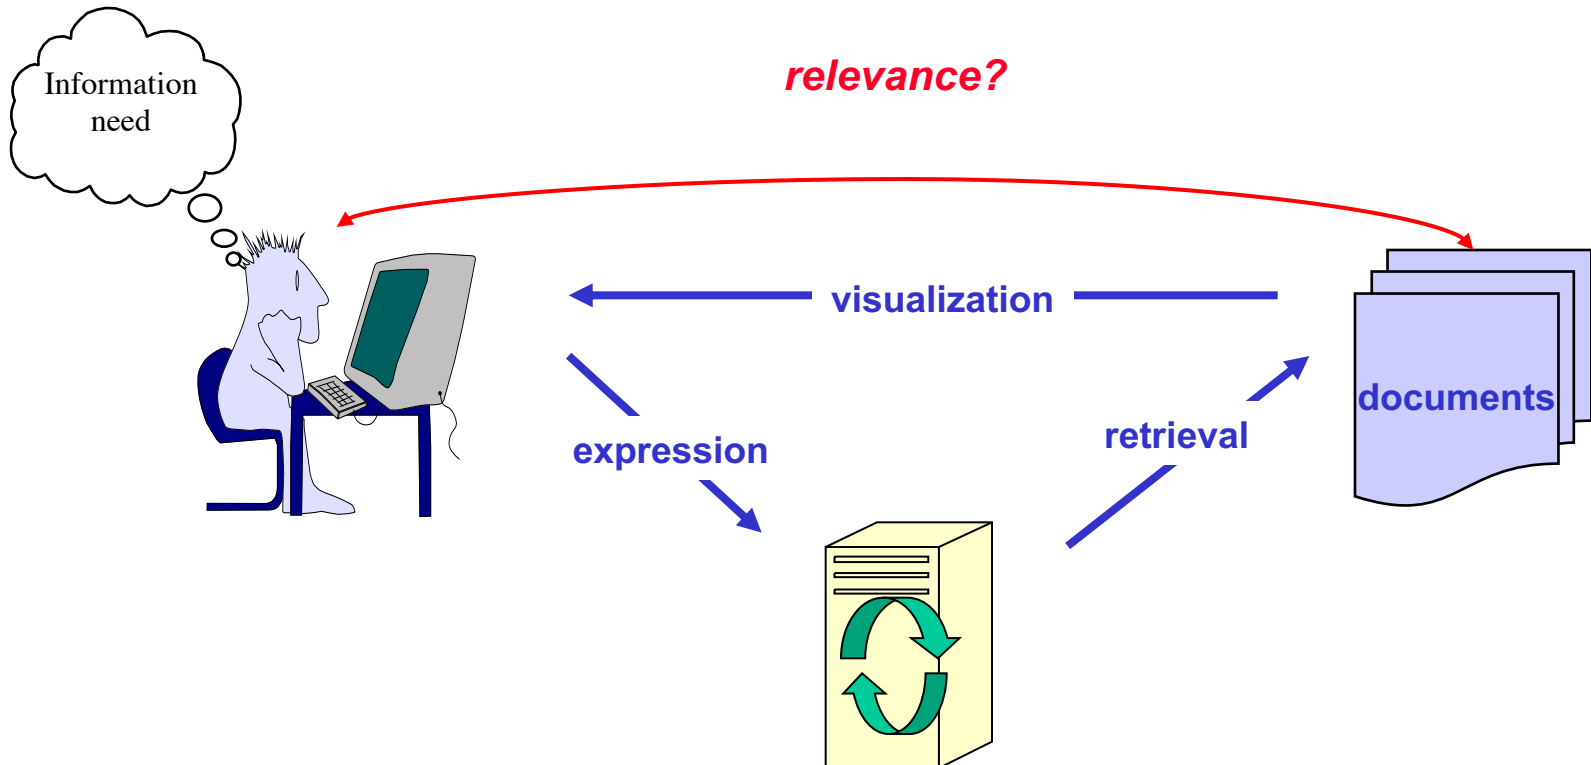 Information
need
relevance?
visualization
documents
expression
retrieval